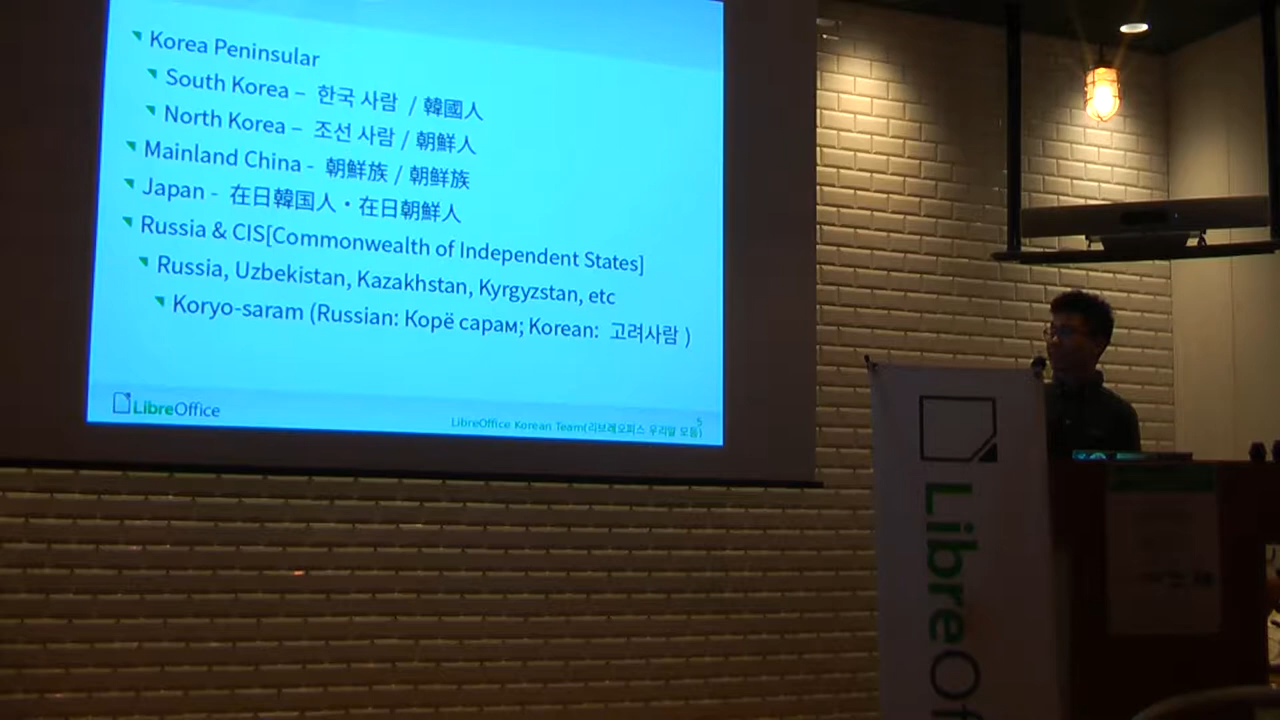 Korea Peninsular
South Korea – 한국 사람 / 韓國人
North Korea – 조선 사람 / 朝鮮人
Mainland China - 朝鮮族 / 朝鮮族
Japan - 在日韓国人・在日朝鮮人
Russia & CIS[Commonwealth of Independent States]
Russia, Uzbekistan, Kazakhstan, Kyrgyzstan, etc
Koryo-saram (Russian: Корё сарам; Korean: 고려사람 )
LibreOffice
5
LibreOffice Korean Team(리브레오피스 우리말 모둠)
LibreOf